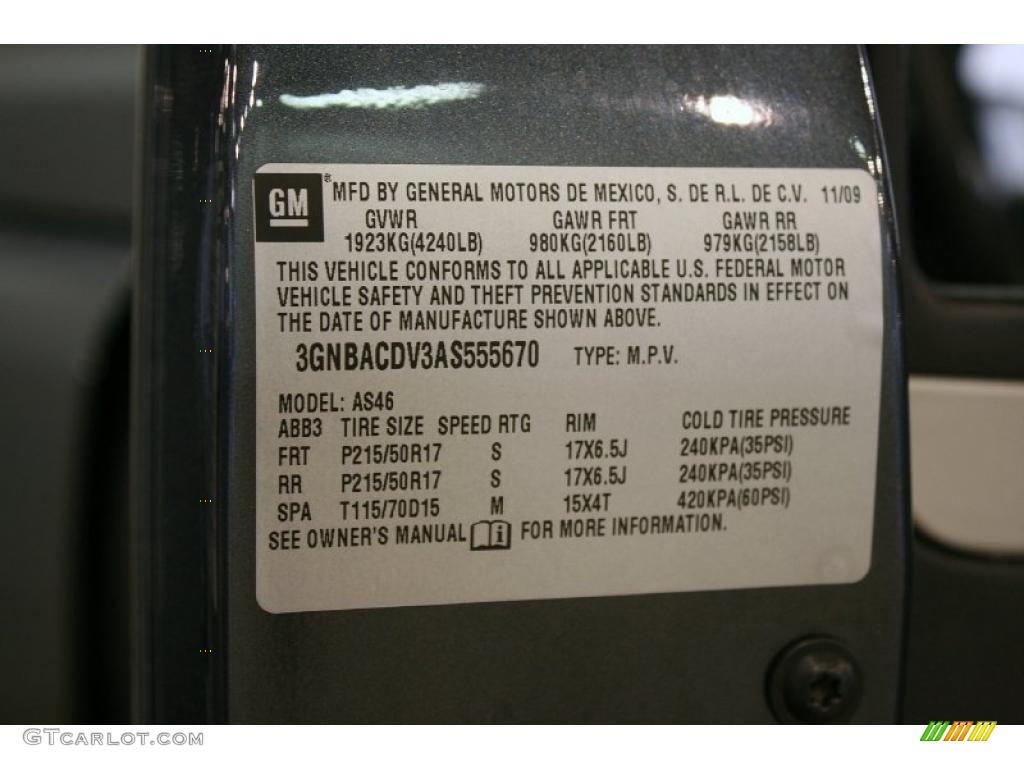 GM® MFD BY GENERAL MOTORS DE MEXICO, S. DE R.L. DE C.V. 11/09
GVWR GAWR FRT GAWR RR
1923KG(4240LB) 980KG(2160LB) 979KG(2158LB)
THIS VEHICLE CONFORMS TO ALL APPLICABLE U.S. FEDERAL MOTOR
VEHICLE SAFETY AND THEFT PREVENTION STANDARDS IN EFFECT ON
THE DATE OF MANUFACTURE SHOWN ABOVE.
3GNBACDV3AS555670 TYPE: M.P.V.
MODEL: AS46
ABB3 TIRE SIZE SPEED RTG RIM COLD TIRE PRESSURE
FRT P215/50R17 S 17X6.5J 240KPA(35PSI)
RR P215/50R17 S 17X6.5J 240KPA(35PSI)
SPA T115/70D15 M 15X4T 420KPA(60PSI)
SEE OWNER'S MANUAL i FOR MORE INFORMATION.
GTCARLOT.COM